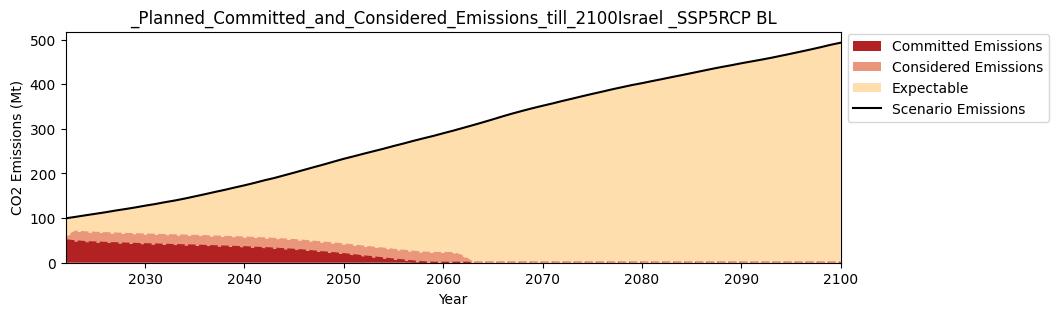 _Planned_Committed_and_Considered_Emissions_till_2100Israel _SSP5RCP BL
CO2 Emissions (Mt)
500
400
300
200
100
0
2030 2040 2050 2060 2070 2080 2090 2100
Year
Committed Emissions
Considered Emissions
Expectable
Scenario Emissions